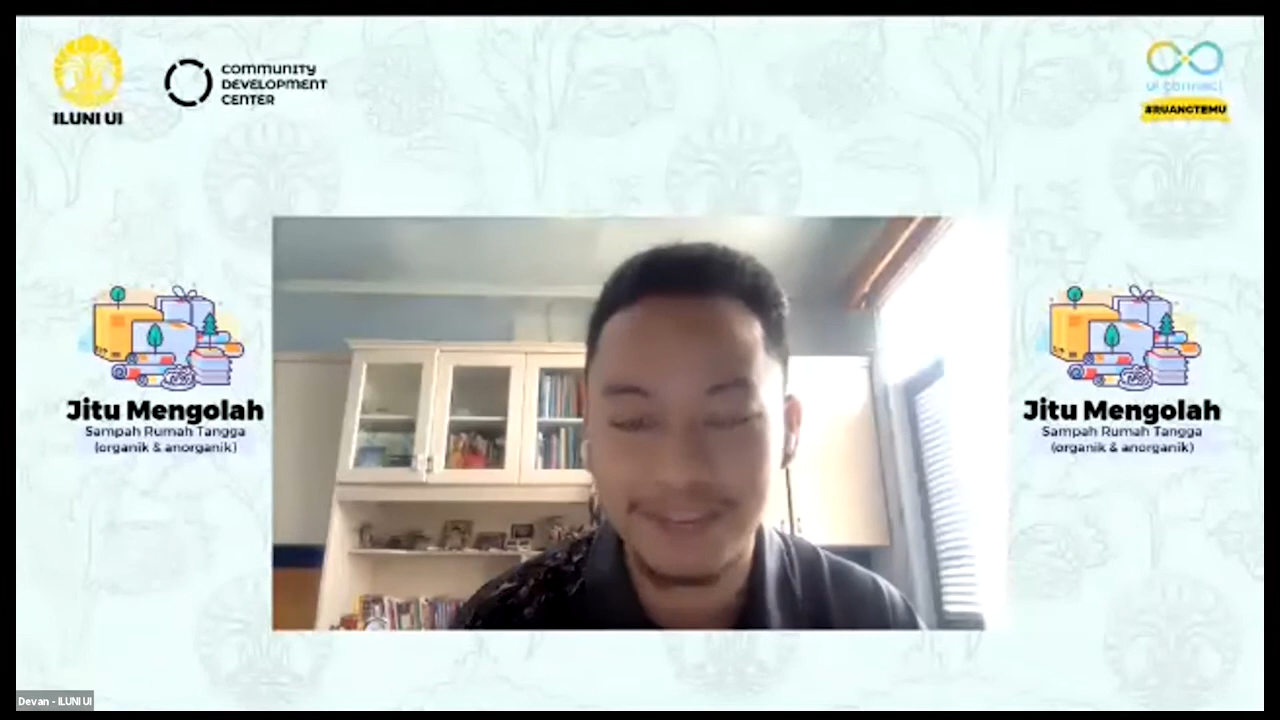 ILUNI UI
COMMUNITY
DEVELOPMENT
CENTER
ui connect
#RUANGTEMU
Jitu Mengolah
Sampah Rumah Tangga
(organik & anorganik)
Jitu Mengolah
Sampah Rumah Tangga
(organik & anorganik)
Devan - ILUNI UI